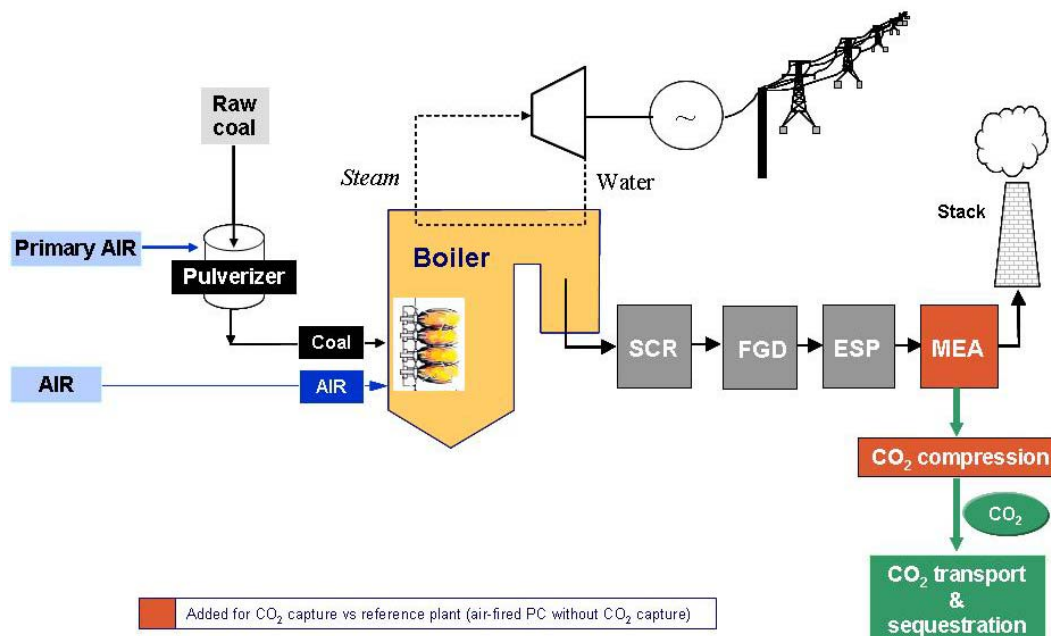 Raw
coal
Primary AIR
Pulverizer
Steam
Water
~
Boiler
Stack
Coal
AIR
AIR
SCR
FGD
ESP
MEA
CO₂ compression
CO₂
CO₂ transport
&
sequestration
Added for CO₂ capture vs reference plant (air-fired PC without CO₂ capture)